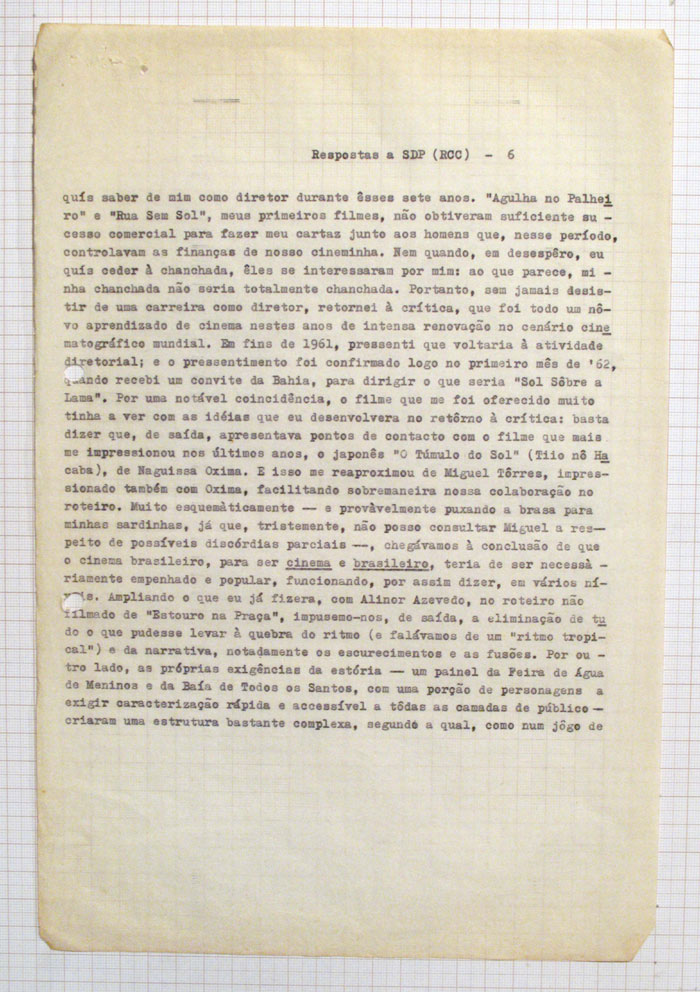 Respostas a SDP (RCC) - 6
quís saber de mim como diretor durante êsses sete anos. "Agulha no Palhei
ro" e "Rua Sem Sol", meus primeiros filmes, não obtiveram suficiente su -
cesso comercial para fazer meu cartaz junto aos homens que, nesse período,
controlavam as finanças de nosso cineminha. Nem quando, em desespêro, eu
quís ceder à chanchada, êles se interessaram por mim: ao que parece, mi -
nha chanchada não seria totalmente chanchada. Portanto, sem jamais desis-
tir de uma carreira como diretor, retornei à crítica, que foi todo um nô-
vo aprendizado de cinema nestes anos de intensa renovação no cenário cine
matográfico mundial. Em fins de 1961, pressenti que voltaria à atividade
diretorial; e o pressentimento foi confirmado logo no primeiro mês de '62,
quando recebi um convite da Bahia, para dirigir o que seria "Sol Sôbre a
Lama". Por uma notável coincidência, o filme que me foi oferecido muito
tinha a ver com as idéias que eu desenvolvera no retôrno à crítica: basta
dizer que, de saída, apresentava pontos de contacto com o filme que mais
me impressionou nos últimos anos, o japonês "O Túmulo do Sol" (Tiio nô Ha
caba), de Naguissa Oxima. E isso me reaproximou de Miguel Tôrres, impres-
sionado também com Oxima, facilitando sobremaneira nossa colaboração no
roteiro. Muito esquemàticamente — e provàvelmente puxando a brasa para
minhas sardinhas, já que, tristemente, não posso consultar Miguel a res—
peito de possíveis discórdias parciais —, chegávamos à conclusão de que
o cinema brasileiro, para ser cinema e brasileiro, teria de ser necessà -
riamente empenhado e popular, funcionando, por assim dizer, em vários ní-
veis. Ampliando o que eu já fizera, com Alinor Azevedo, no roteiro não
filmado de "Estouro na Praça", impusemo-nos, de saída, a eliminação de tu
do o que pudesse levar à quebra do ritmo (e falávamos de um "ritmo tropi-
cal") e da narrativa, notadamente os escurecimentos e as fusões. Por ou -
tro lado, as próprias exigências da estória — um painel da Feira de Água
de Meninos e da Baía de Todos os Santos, com uma porção de personagens a
exigir caracterização rápida e accessível a tôdas as camadas de público —
criaram uma estrutura bastante complexa, segundo a qual, como num jôgo de